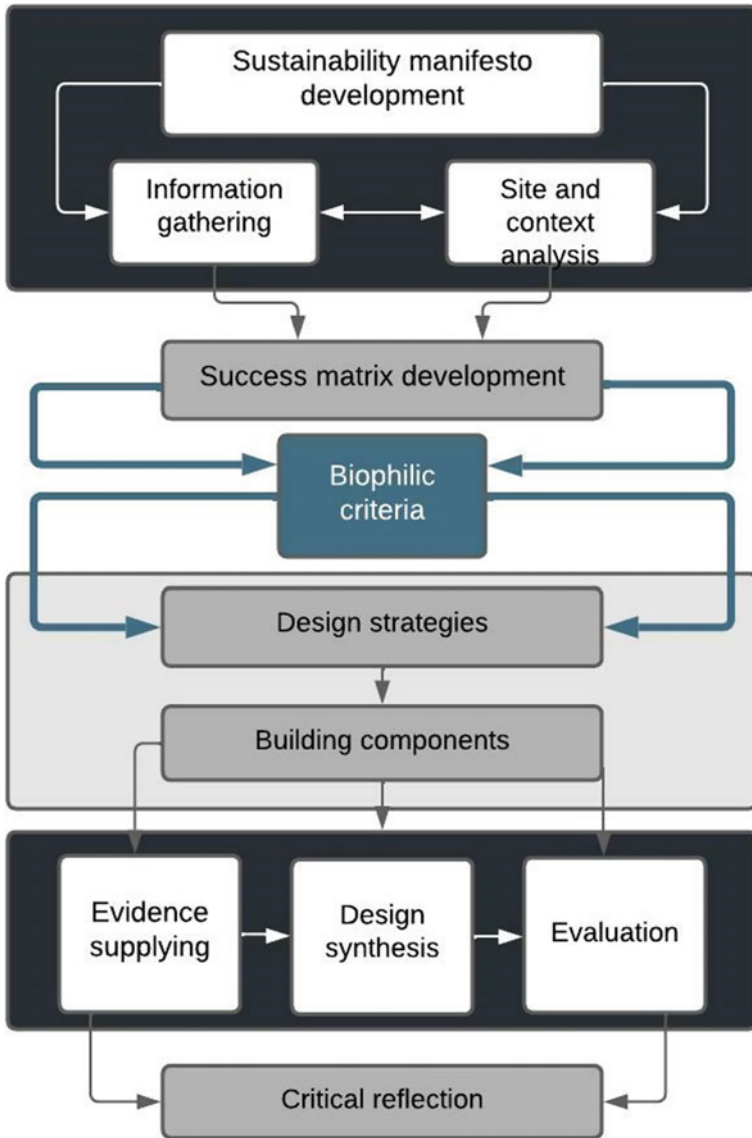 Sustainability manifesto
development
Information
gathering
Site and
context
analysis
Success matrix development
Biophilic
criteria
Design strategies
Building components
Evidence
supplying
Design
synthesis
Evaluation
Critical reflection